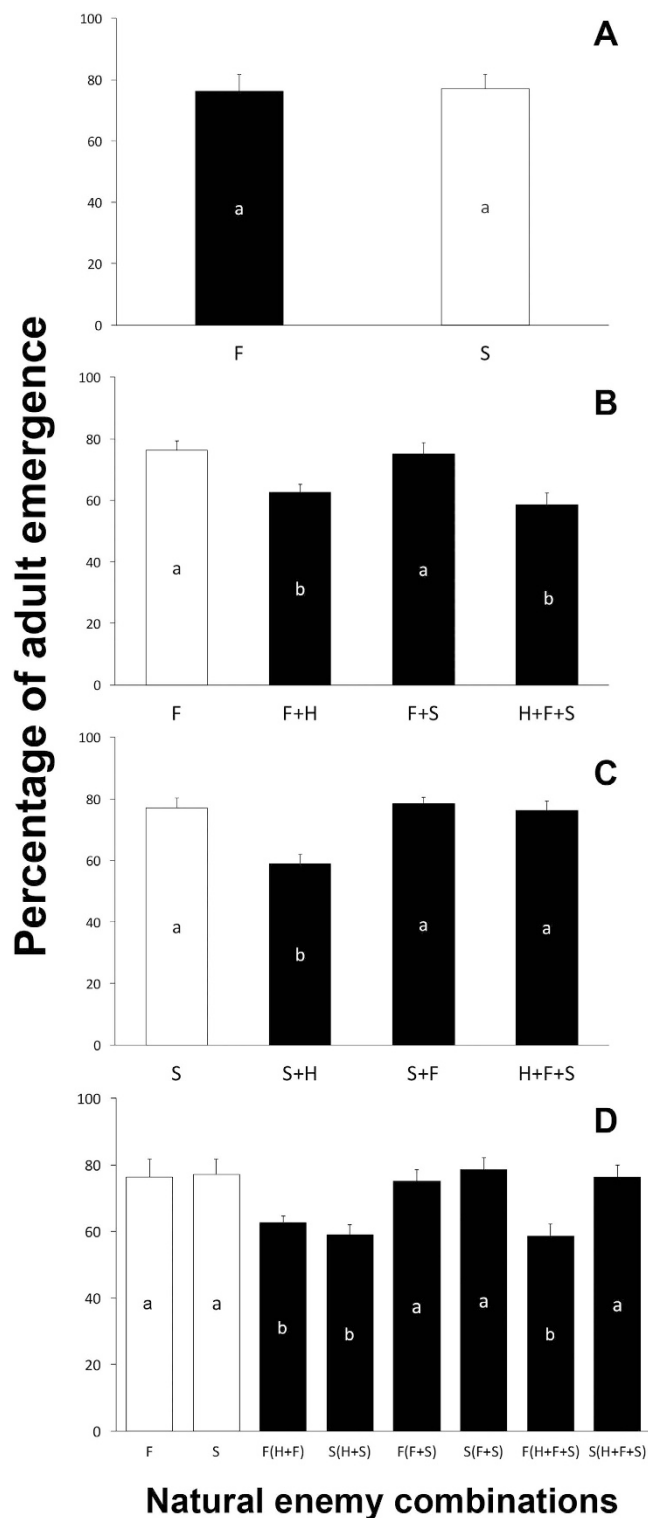 Percentage of adult emergence
A
100
80
60
40
20
0
a
a
F
S
B
100
80
60
40
20
0
a
b
a
b
F
F+H
F+S
H+F+S
C
100
80
60
40
20
0
a
b
a
a
S
S+H
S+F
H+F+S
D
100
80
60
40
20
0
a
a
b
b
a
a
b
a
F
S
F(H+F)
S(H+S)
F(F+S)
S(F+S)
F(H+F+S)
S(H+F+S)
Natural enemy combinations